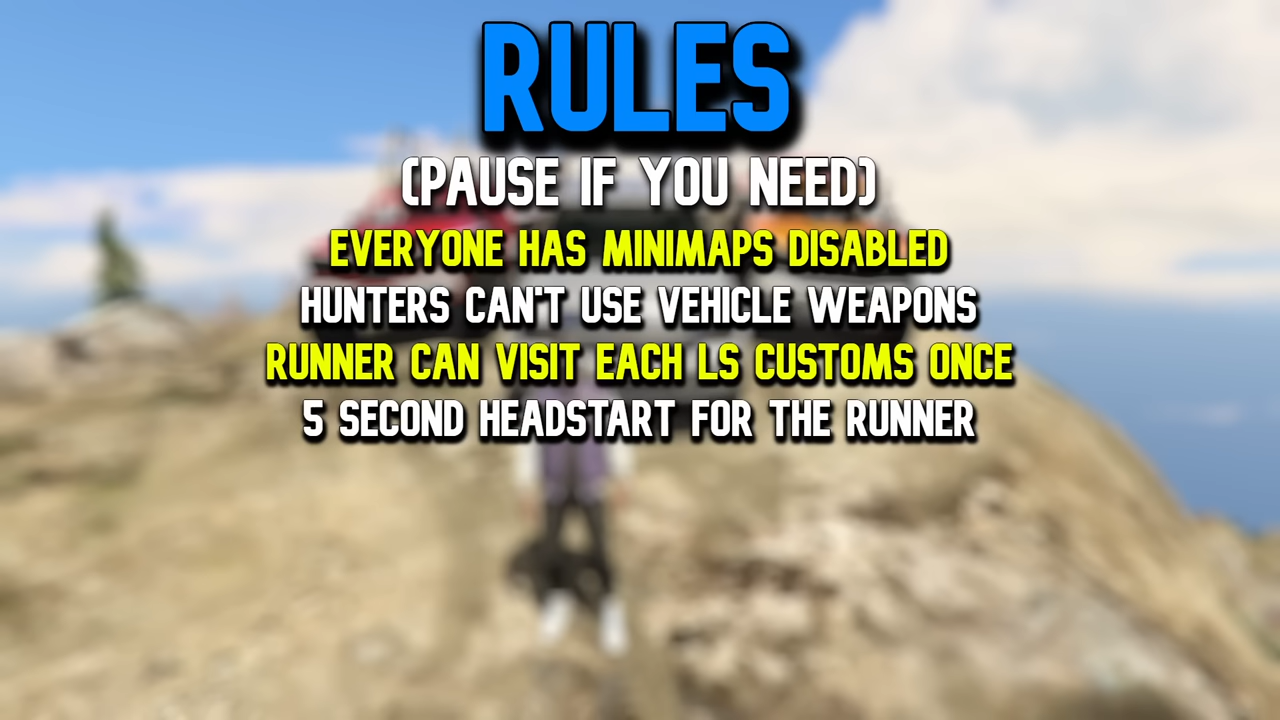 RULES
(PAUSE IF YOU NEED)
EVERYONE HAS MINIMAPS DISABLED
HUNTERS CAN'T USE VEHICLE WEAPONS
RUNNER CAN VISIT EACH LS CUSTOMS ONCE
5 SECOND HEADSTART FOR THE RUNNER